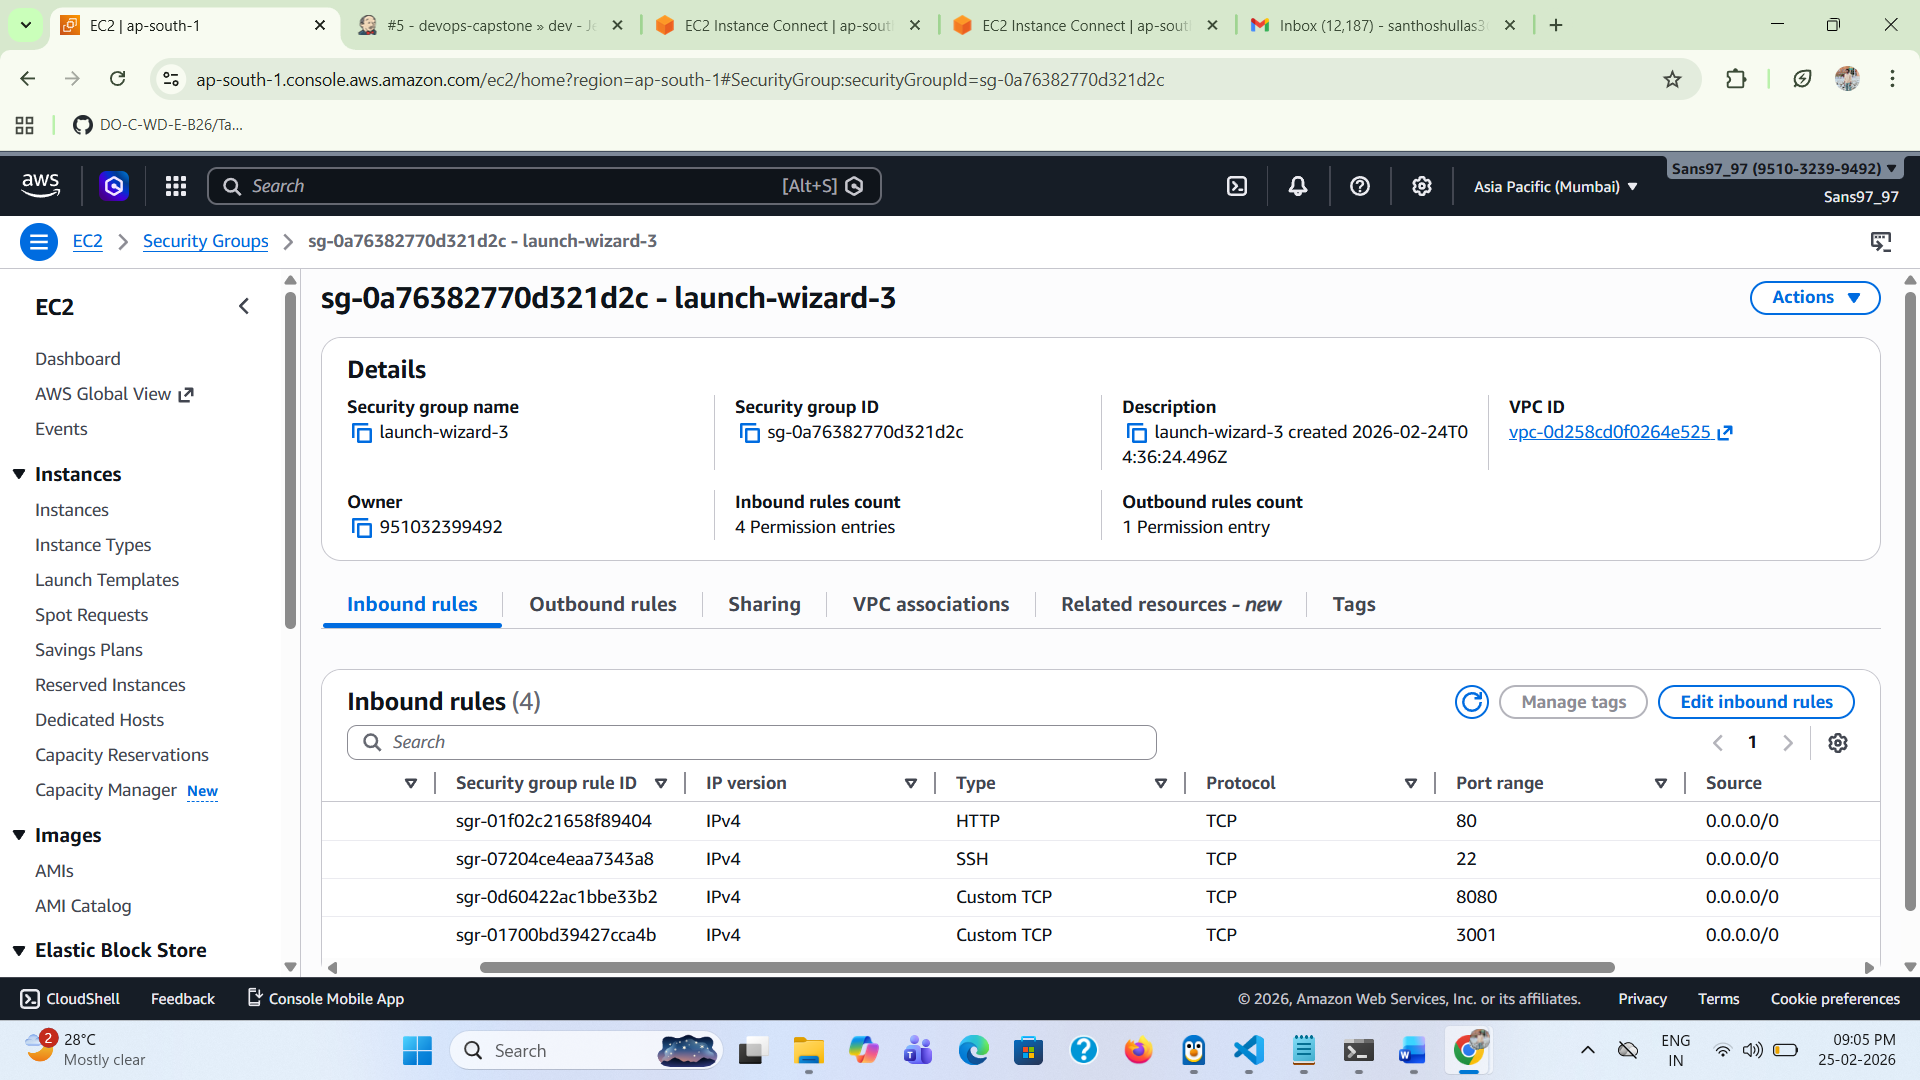 EC2 | ap-south-1
#5 - devops-capstone » dev - Je
EC2 Instance Connect | ap-sout
EC2 Instance Connect | ap-sout
Inbox (12,187) - santhoshullas3
ap-south-1.console.aws.amazon.com/ec2/home?region=ap-south-1#SecurityGroup:securityGroupId=sg-0a76382770d321d2c
DO-C-WD-E-B26/Ta...
aws
Search
[Alt+S]
Asia Pacific (Mumbai)
Sans97_97 (9510-3239-9492)
Sans97_97
EC2
Security Groups
sg-0a76382770d321d2c - launch-wizard-3
EC2
Dashboard
AWS Global View
Events
Instances
Instances
Instance Types
Launch Templates
Spot Requests
Savings Plans
Reserved Instances
Dedicated Hosts
Capacity Reservations
Capacity Manager New
Images
AMIs
AMI Catalog
Elastic Block Store
sg-0a76382770d321d2c - launch-wizard-3
Actions
Details
Security group name
launch-wizard-3
Security group ID
sg-0a76382770d321d2c
Description
launch-wizard-3 created 2026-02-24T0
4:36:24.496Z
VPC ID
vpc-0d258cd0f0264e525
Owner
951032399492
Inbound rules count
4 Permission entries
Outbound rules count
1 Permission entry
Inbound rules
Outbound rules
Sharing
VPC associations
Related resources - new
Tags
Inbound rules (4)
Manage tags
Edit inbound rules
Search
1
Security group rule ID IP version Type Protocol Port range Source
sgr-01f02c21658f89404 IPv4 HTTP TCP 80 0.0.0.0/0
sgr-07204ce4eaa7343a8 IPv4 SSH TCP 22 0.0.0.0/0
sgr-0d60422ac1bbe33b2 IPv4 Custom TCP TCP 8080 0.0.0.0/0
sgr-01700bd39427cca4b IPv4 Custom TCP TCP 3001 0.0.0.0/0
CloudShell
Feedback
Console Mobile App
© 2026, Amazon Web Services, Inc. or its affiliates.
Privacy
Terms
Cookie preferences
2
28°C
Mostly clear
Search
ENG
IN
09:05 PM
25-02-2026